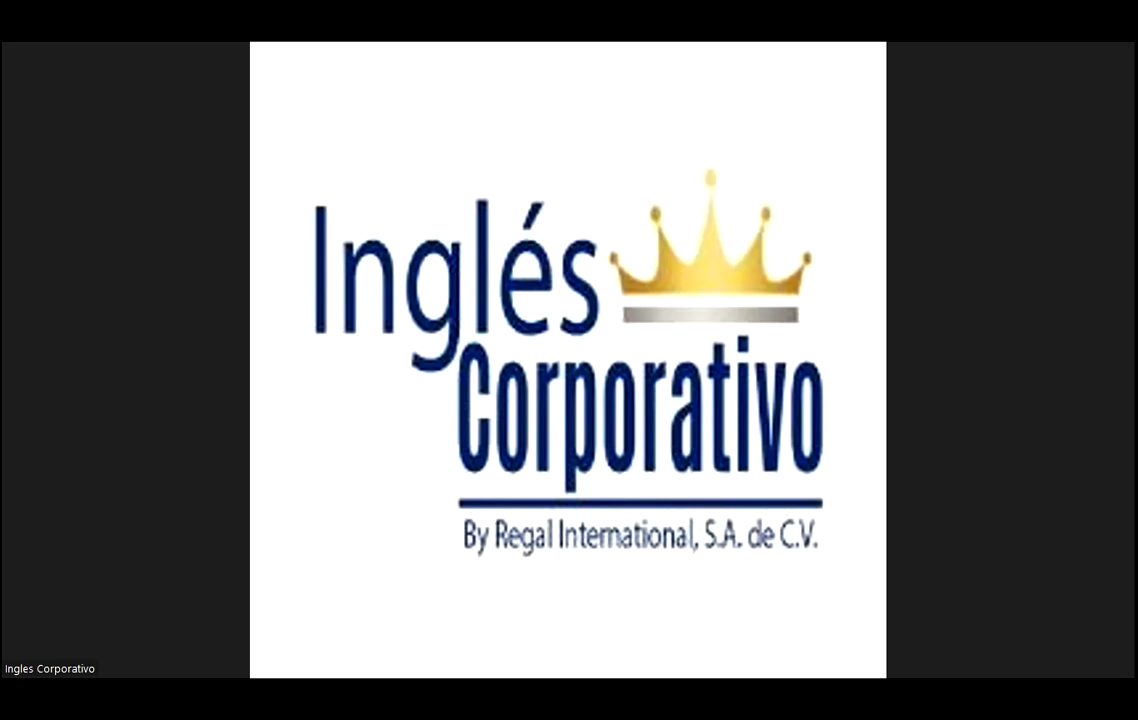 Inglés
Corporativo
By Regal International, S.A. de C.V.
Ingles Corporativo